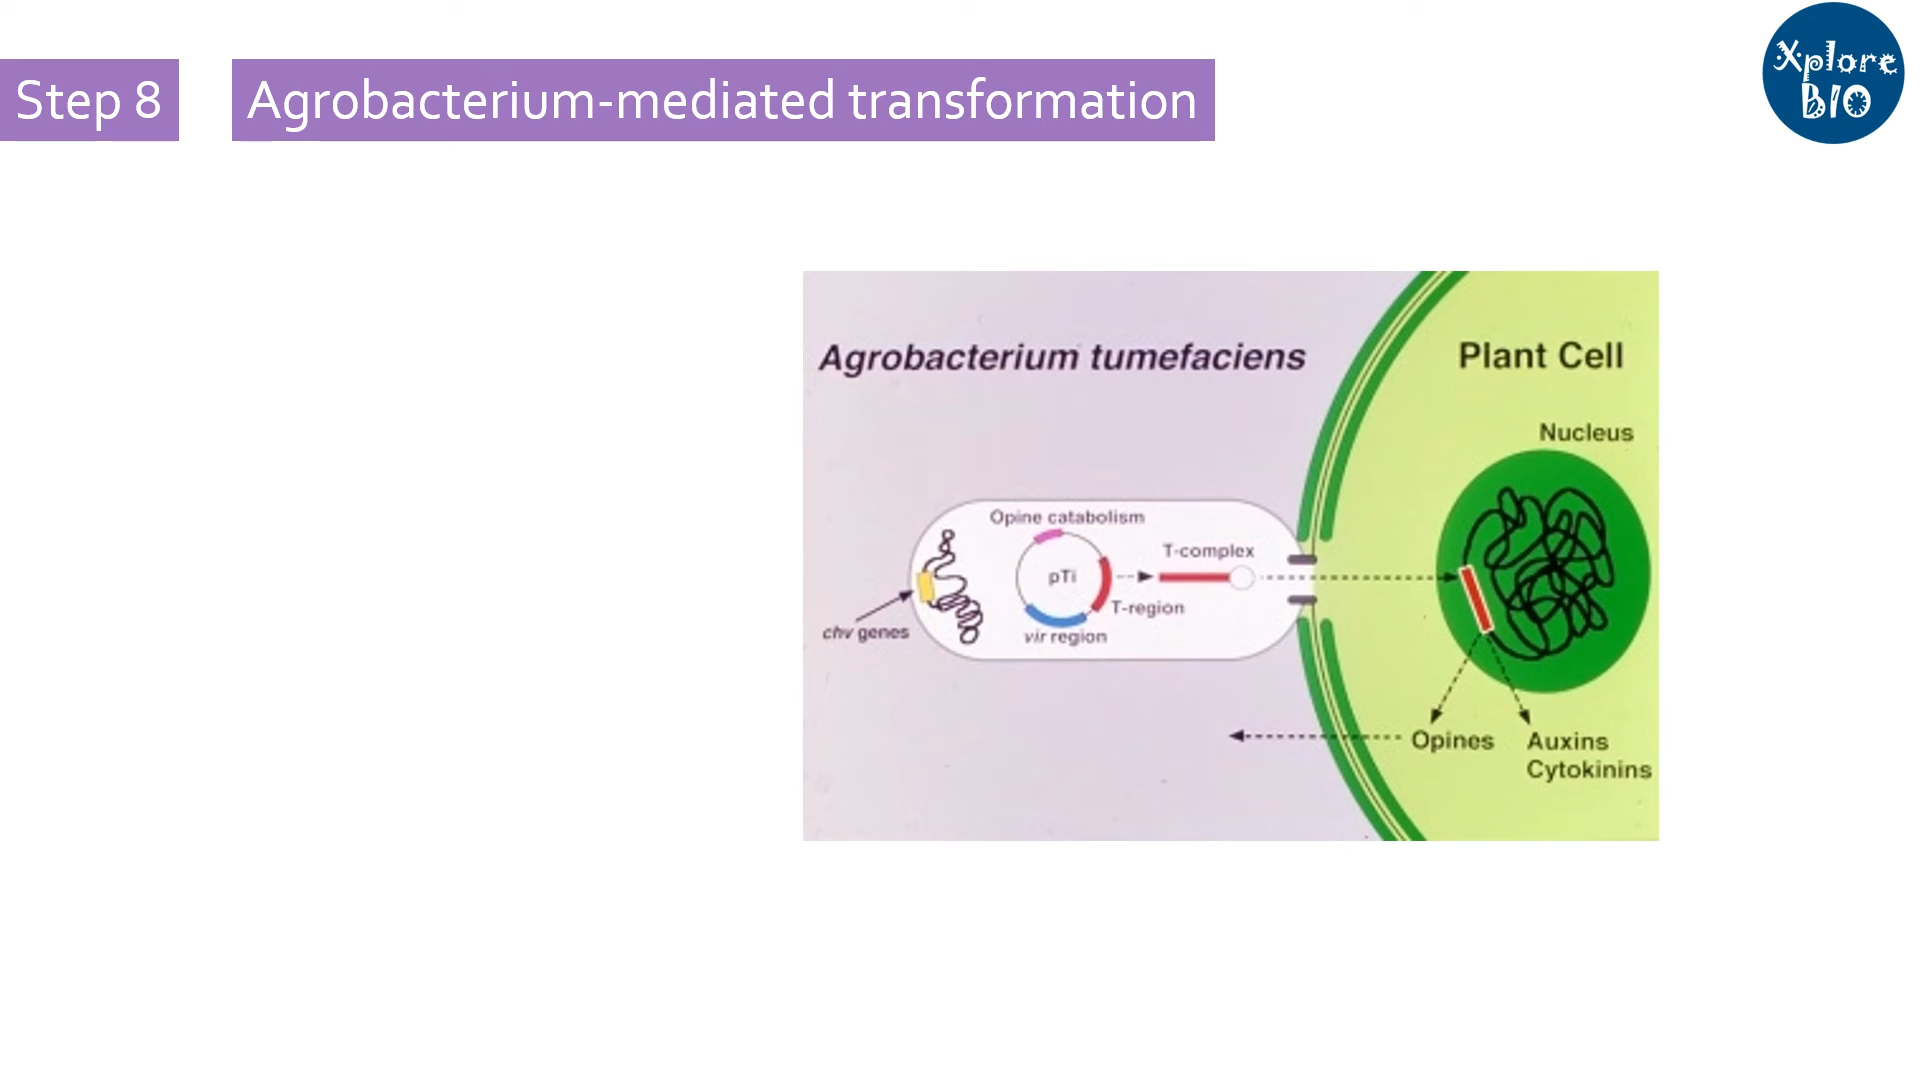 Step 8
Agrobacterium-mediated transformation
Xplore
BIO
Agrobacterium tumefaciens
Plant Cell
Nucleus
Opine catabolism
pTi
T-complex
T-region
vir region
chv genes
Opines
Auxins
Cytokinins